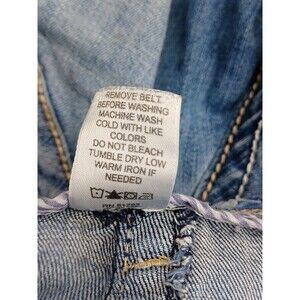 REMOVE BELT
BEFORE WASHING
MACHINE WASH
COLD WITH LIKE
COLORS
DO NOT BLEACH
TUMBLE DRY LOW
WARM IRON IF
NEEDED
RN